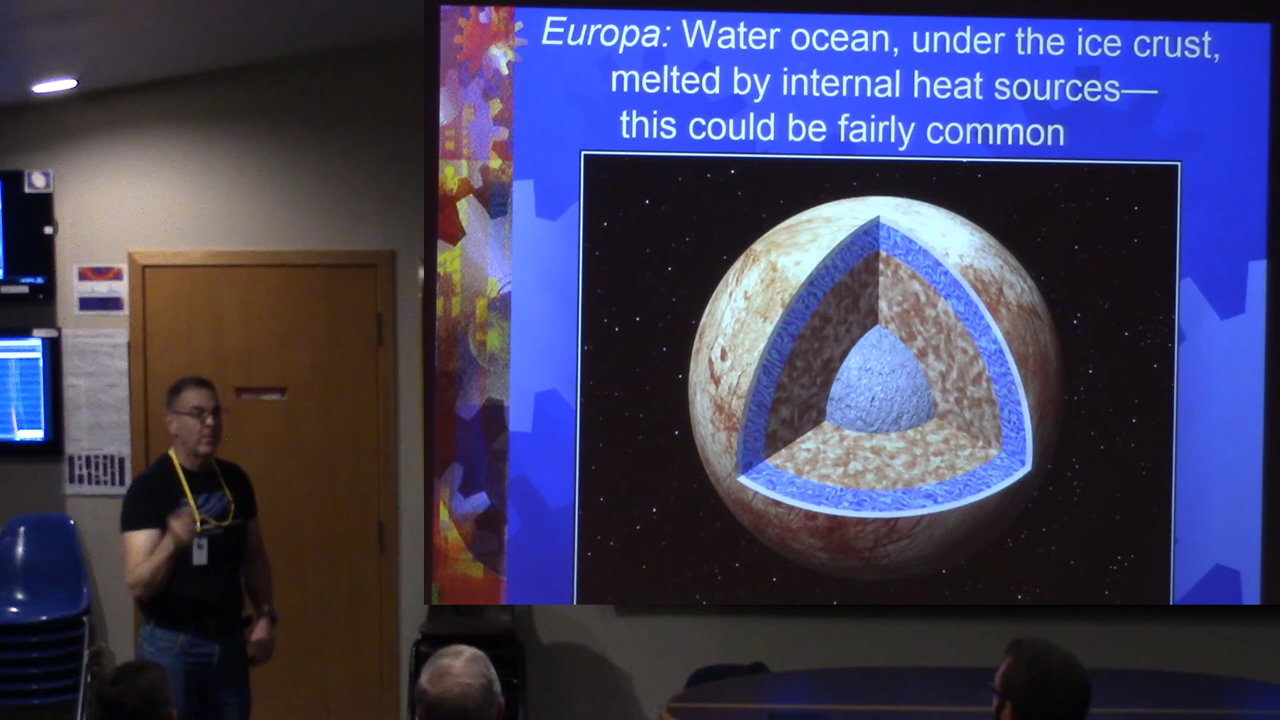 Europa: Water ocean, under the ice crust,
melted by internal heat sources—
this could be fairly common